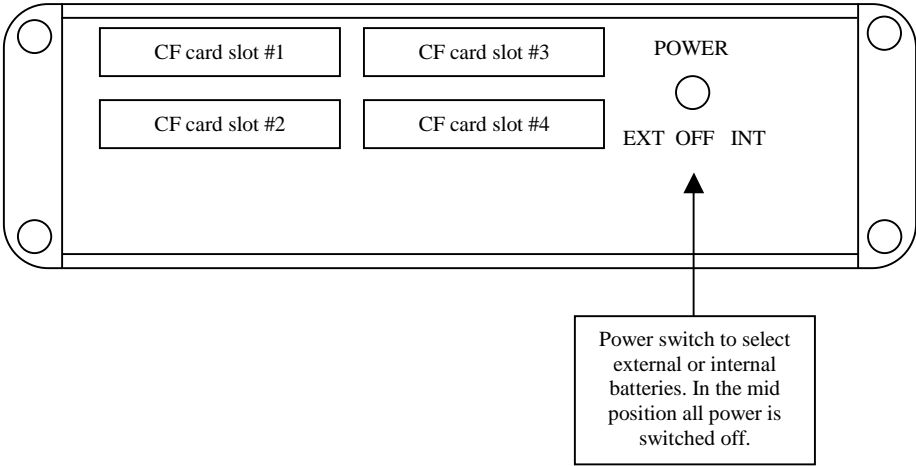 CF card slot #1
CF card slot #3
POWER
CF card slot #2
CF card slot #4
EXT OFF INT
Power switch to select
external or internal
batteries. In the mid
position all power is
switched off.